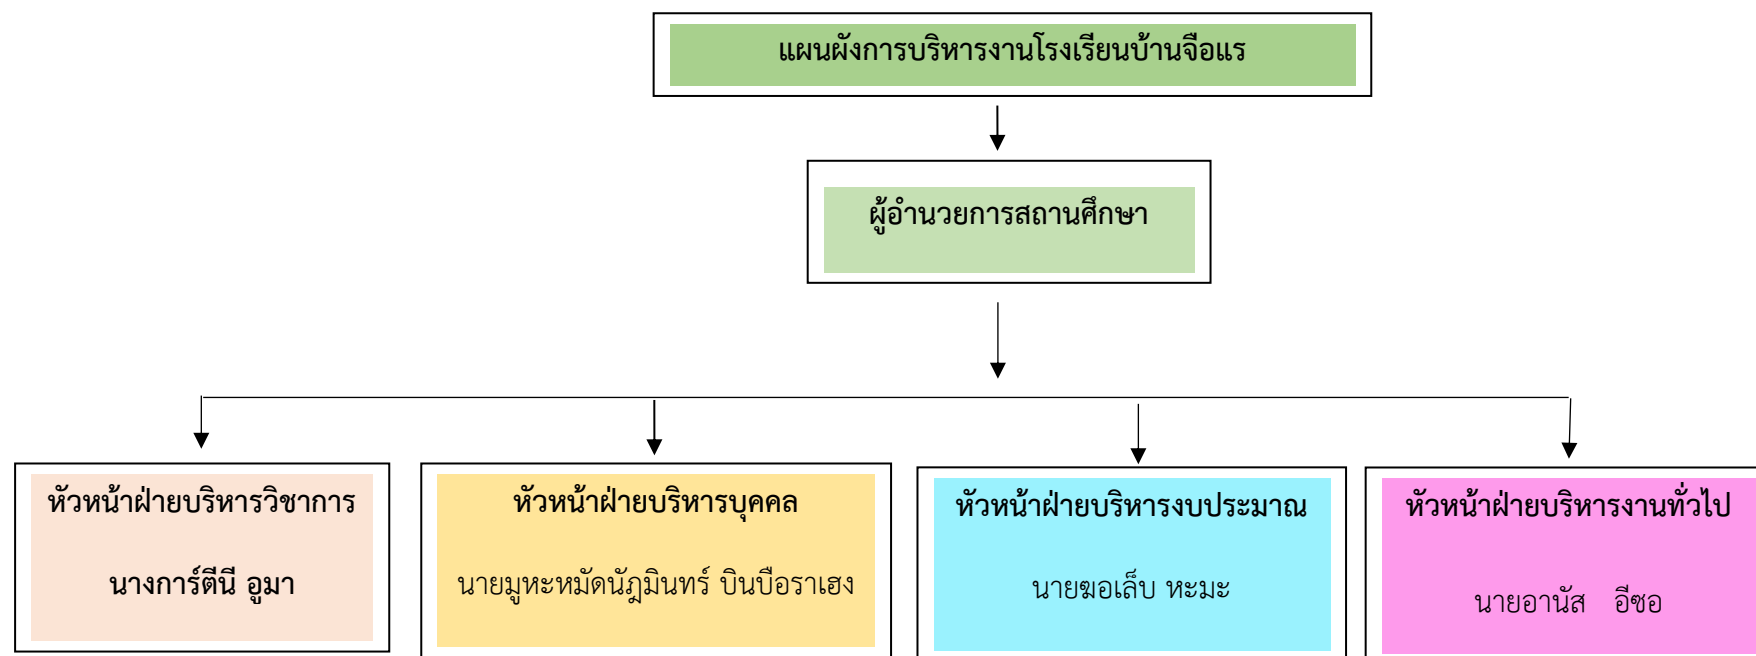 แผนผังการบริหารงานโรงเรียนบ้านจือแร
ผู้อำนวยการสถานศึกษา
หัวหน้าฝ่ายบริหารวิชาการ
นางการ์ตีนี อูมา
หัวหน้าฝ่ายบริหารบุคคล
นายมูหะหมัดนัฎมินทร์ บินบือราเฮง
หัวหน้าฝ่ายบริหารงบประมาณ
นายฆอเล็บ หะมะ
หัวหน้าฝ่ายบริหารงานทั่วไป
นายอานัส อีซอ